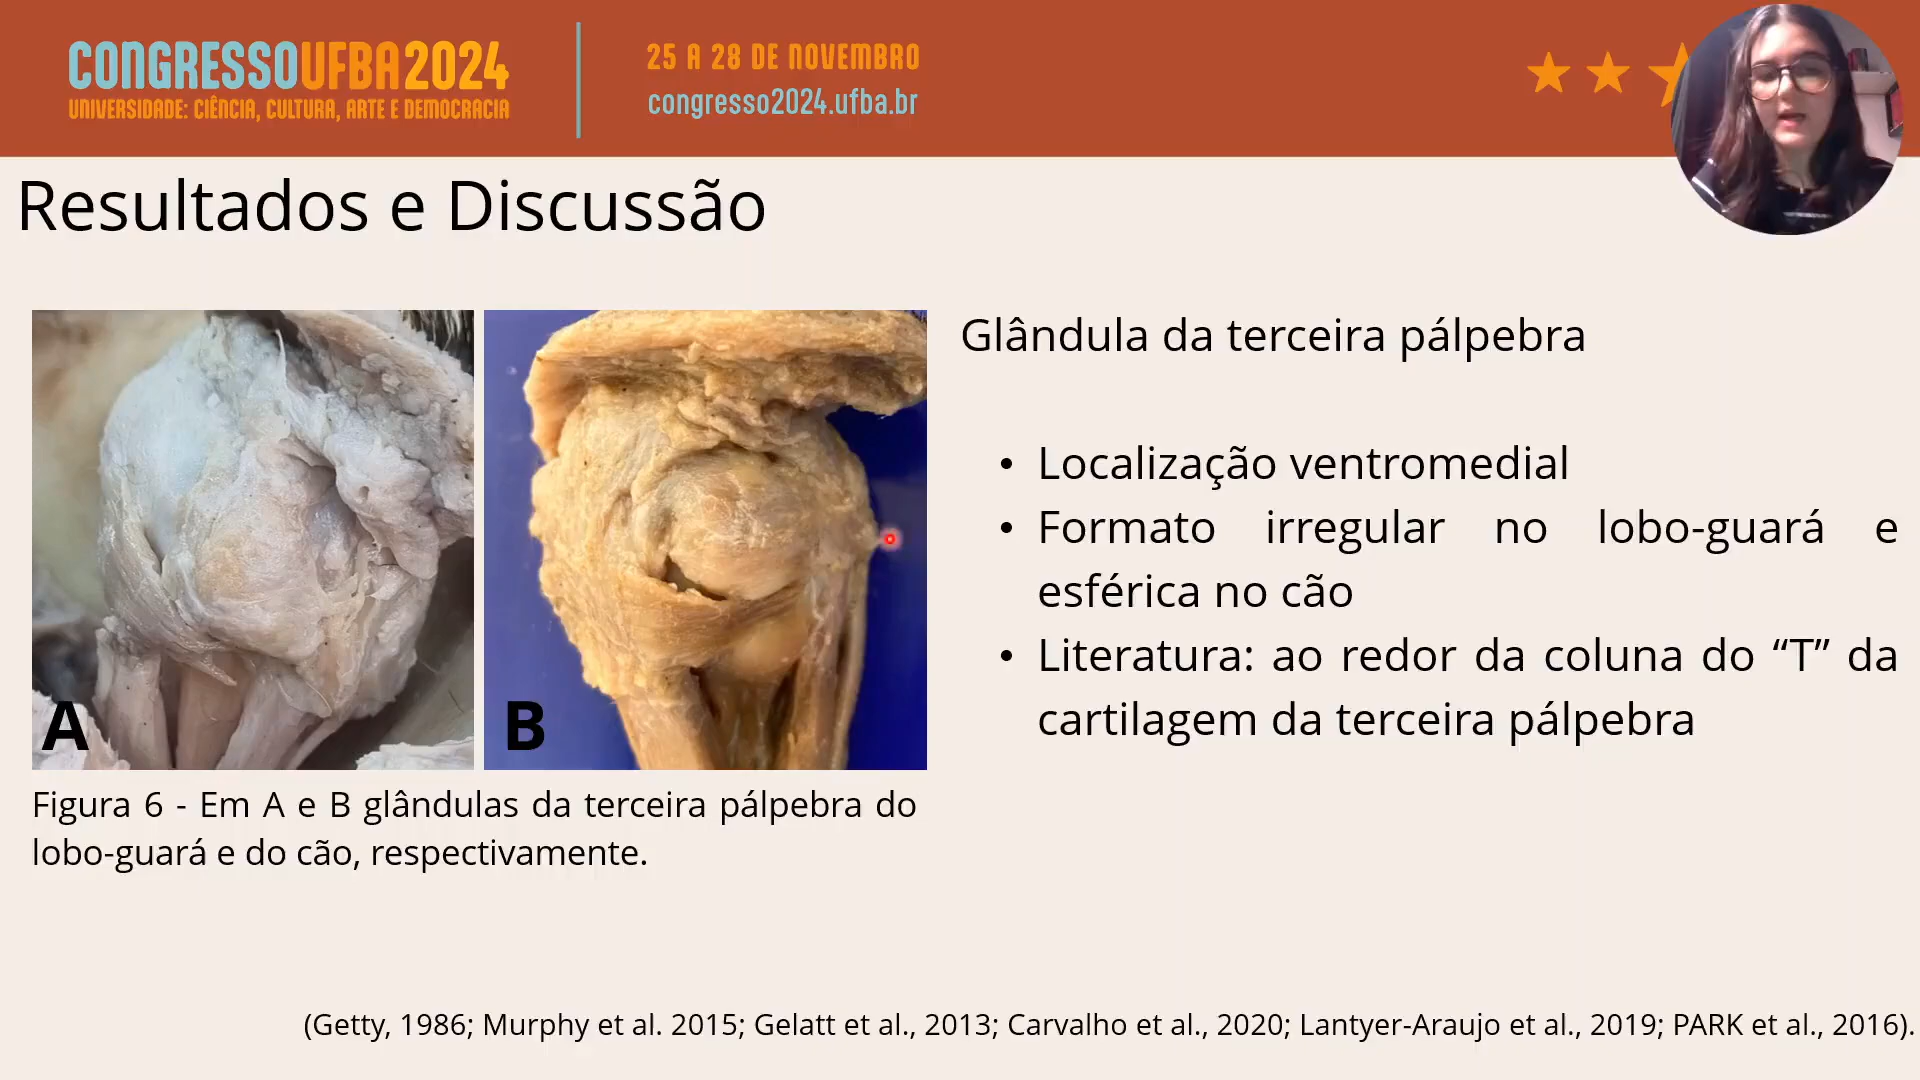 CONGRESSOUFBA2024
UNIVERSIDADE: CIÊNCIA, CULTURA, ARTE E DEMOCRACIA
25 A 28 DE NOVEMBRO
congresso2024.ufba.br
Resultados e Discussão
A
B
Figura 6 - Em A e B glândulas da terceira pálpebra do
lobo-guará e do cão, respectivamente.
Glândula da terceira pálpebra
• Localização ventromedial
• Formato irregular no lobo-guará e
esférica no cão
• Literatura: ao redor da coluna do “T” da
cartilagem da terceira pálpebra
(Getty, 1986; Murphy et al. 2015; Gelatt et al., 2013; Carvalho et al., 2020; Lantyer-Araujo et al., 2019; PARK et al., 2016).